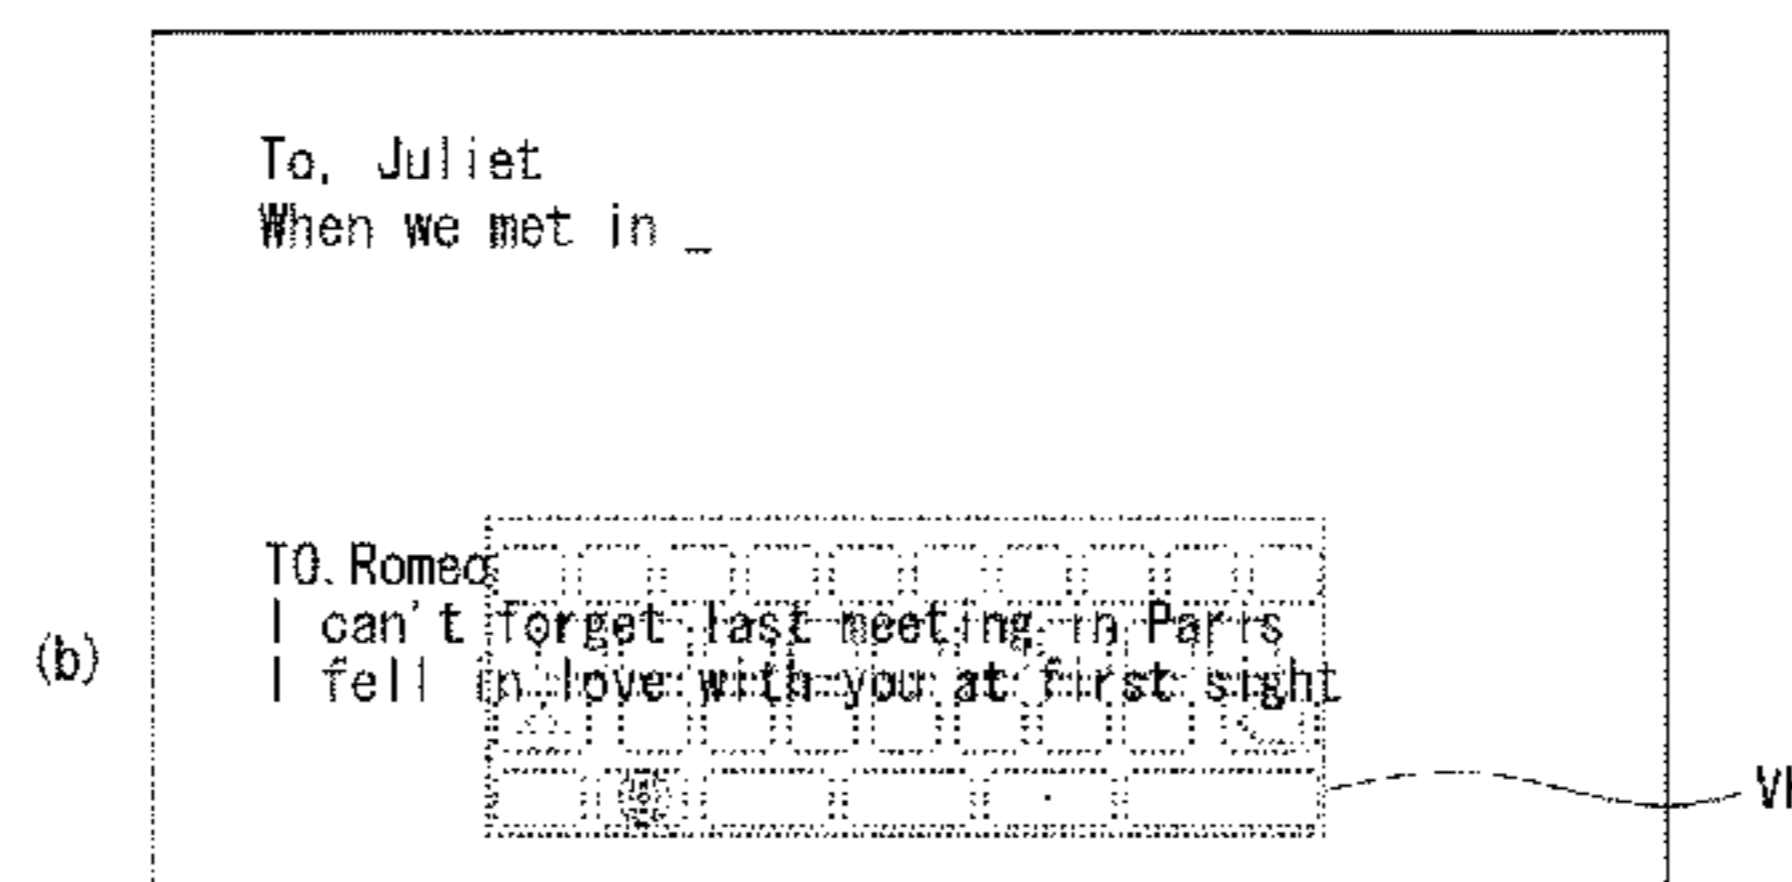 To, Juliet
When we met in _
TO.Romeo
I can't forget last meeting in Paris
I fell in love with you at first sight
(b)